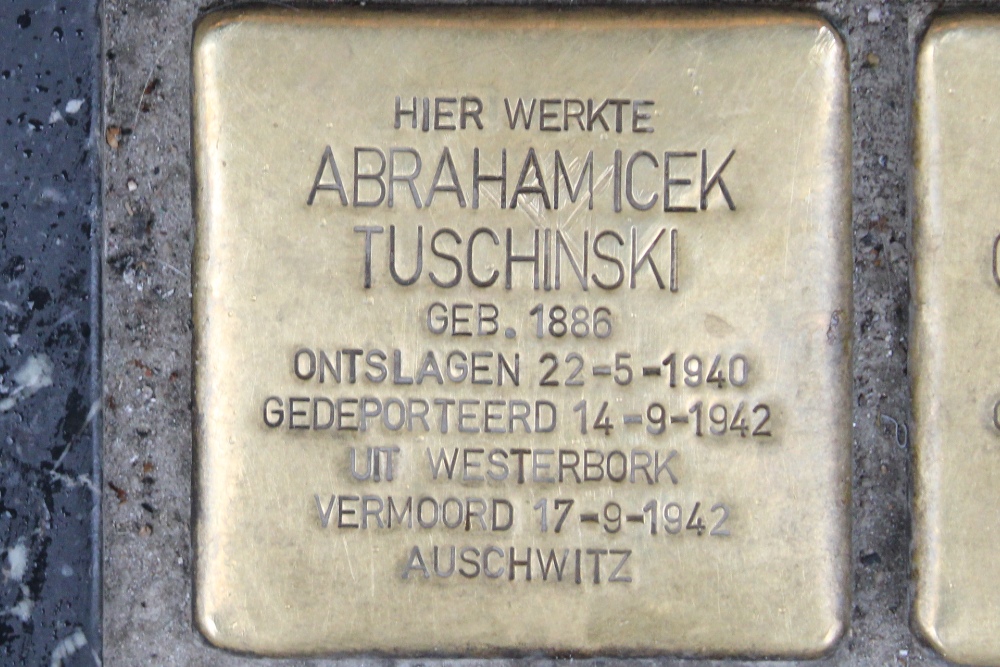 HIER WERKTE
ABRAHAM ICEK
TUSCHINSKI
GEB. 1886
ONTSLAGEN 22-5-1940
GEDEPORTEERD 14-9-1942
UIT WESTERBORK
VERMOORD 17-9-1942
AUSCHWITZ